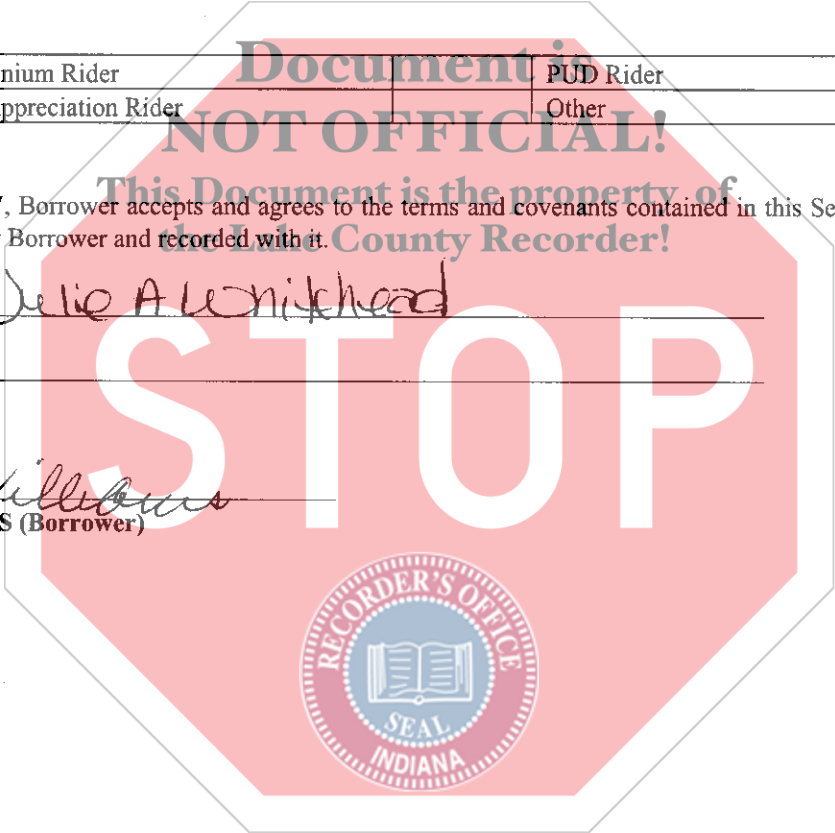 Document is
nium Rider PUD Rider
ppreciation Rider Other
NOT OFFICIAL!
This Document is the property of
, Borrower accepts and agrees to the terms and covenants contained in this Se
Borrower and recorded with it.
the Lake County Recorder!
Julie A Whitehead
STOP
illiams
S (Borrower)
RECORDER'S OFFICE
SEAL
INDIANA